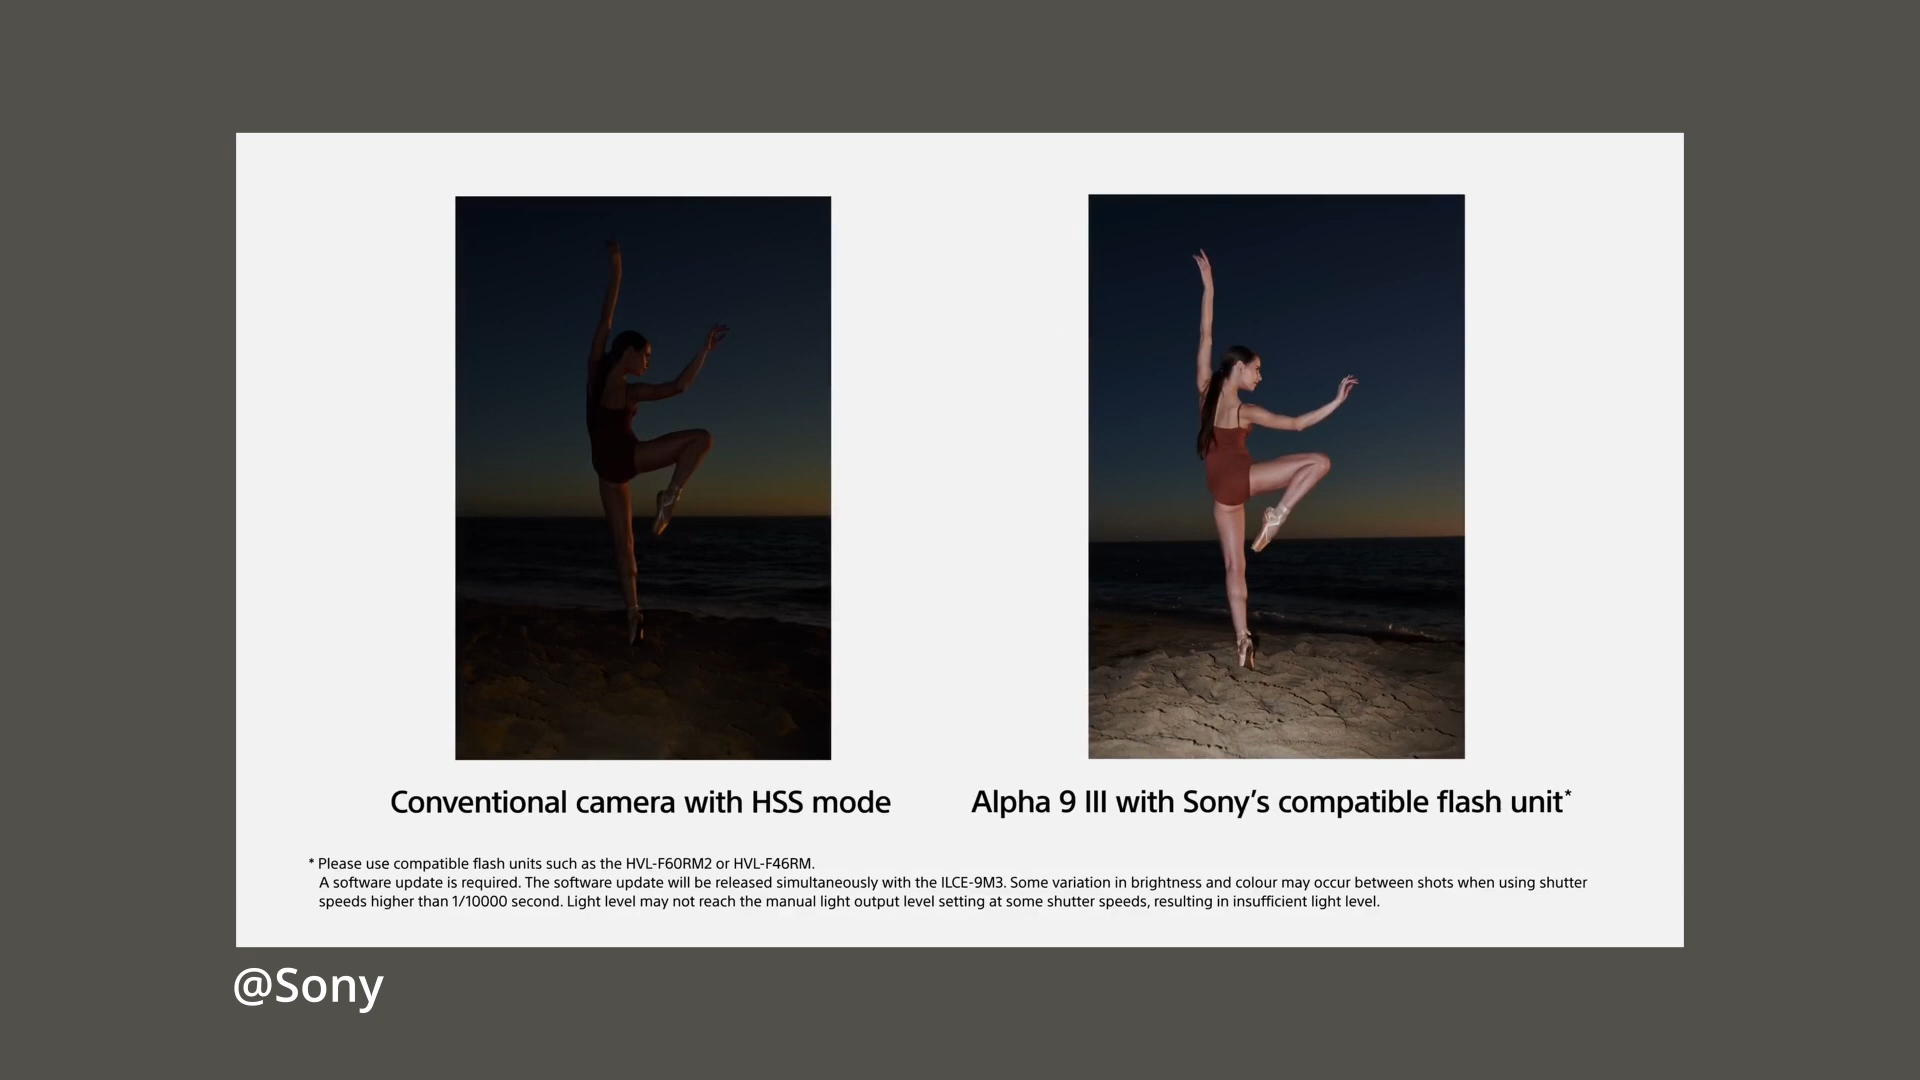 Conventional camera with HSS mode
Alpha 9 III with Sony’s compatible flash unit*
* Please use compatible flash units such as the HVL-F60RM2 or HVL-F46RM.
A software update is required. The software update will be released simultaneously with the ILCE-9M3. Some variation in brightness and colour may occur between shots when using shutter
speeds higher than 1/10000 second. Light level may not reach the manual light output level setting at some shutter speeds, resulting in insufficient light level.
@Sony